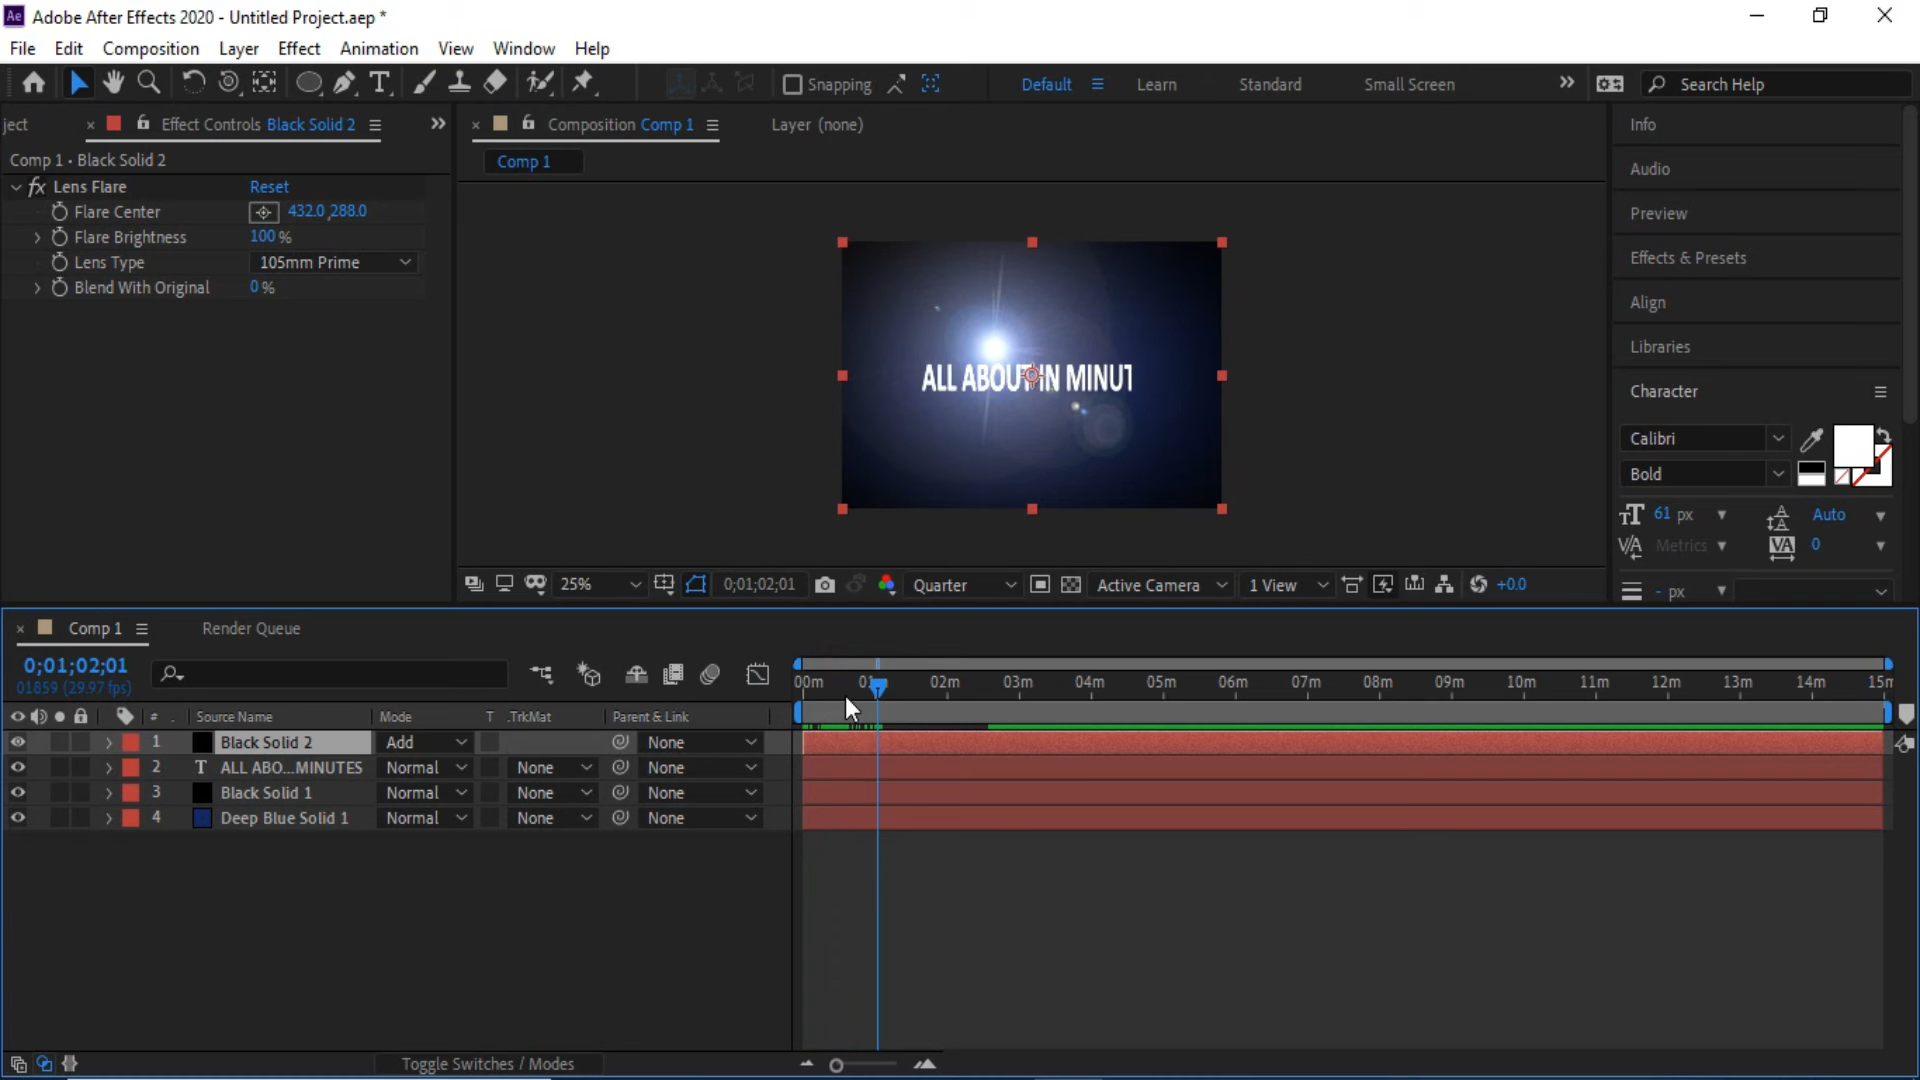 Ae Adobe After Effects 2020 - Untitled Project.aep *
File Edit Composition Layer Effect Animation View Window Help
T Snapping Default Learn Standard Small Screen Search Help
ject Effect Controls Black Solid 2 Composition Comp 1 Layer (none) Info
Comp 1 • Black Solid 2
Comp 1
fx Lens Flare Reset
Flare Center 432.0,288.0
Flare Brightness 100 %
Lens Type 105mm Prime
Blend With Original 0 %
ALL ABOUT IN MINUT
Audio
Preview
Effects & Presets
Align
Libraries
Character
Calibri
Bold
61 px Auto
Metrics VA 0
- px
25% 0;01;02;01 Quarter Active Camera 1 View +0.0
Comp 1 Render Queue
0;01;02;01
01859 (29.97 fps)
00m 02m 03m 04m 05m 06m 07m 08m 09m 10m 11m 12m 13m 14m
# Source Name Mode T .TrkMat Parent & Link
1 Black Solid 2 Add None
2 T ALL ABO...MINUTES Normal None None
3 Black Solid 1 Normal None None
4 Deep Blue Solid 1 Normal None None
Toggle Switches / Modes